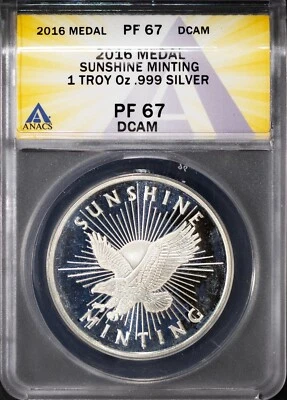 2016 MEDAL PF 67 DCAM
2016 MEDAL
SUNSHINE MINTING
1 TROY Oz .999 SILVER
ANACS
PF 67
DCAM
SUNSHINE
MINTING